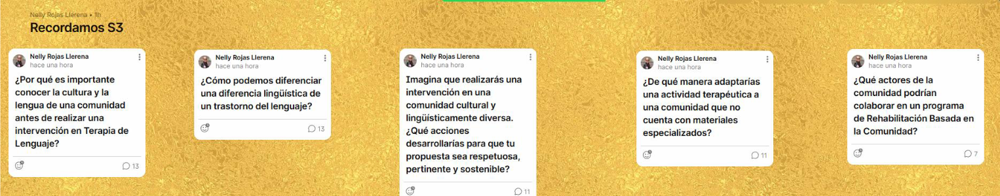 Nelly Rojas Llerena • 1h
Recordamos S3
Nelly Rojas Llerena
hace una hora
¿Por qué es importante
conocer la cultura y la
lengua de una comunidad
antes de realizar una
intervención en Terapia de
Lenguaje?
13
Nelly Rojas Llerena
hace una hora
¿Cómo podemos diferenciar
una diferencia lingüística de
un trastorno del lenguaje?
13
Nelly Rojas Llerena
hace una hora
Imagina que realizarás una
intervención en una
comunidad cultural y
lingüísticamente diversa.
¿Qué acciones
desarrollarías para que tu
propuesta sea respetuosa,
pertinente y sostenible?
11
Nelly Rojas Llerena
hace una hora
¿De qué manera adaptarías
una actividad terapéutica a
una comunidad que no
cuenta con materiales
especializados?
11
Nelly Rojas Llerena
hace una hora
¿Qué actores de la
comunidad podrían
colaborar en un programa
de Rehabilitación Basada en
la Comunidad?
7